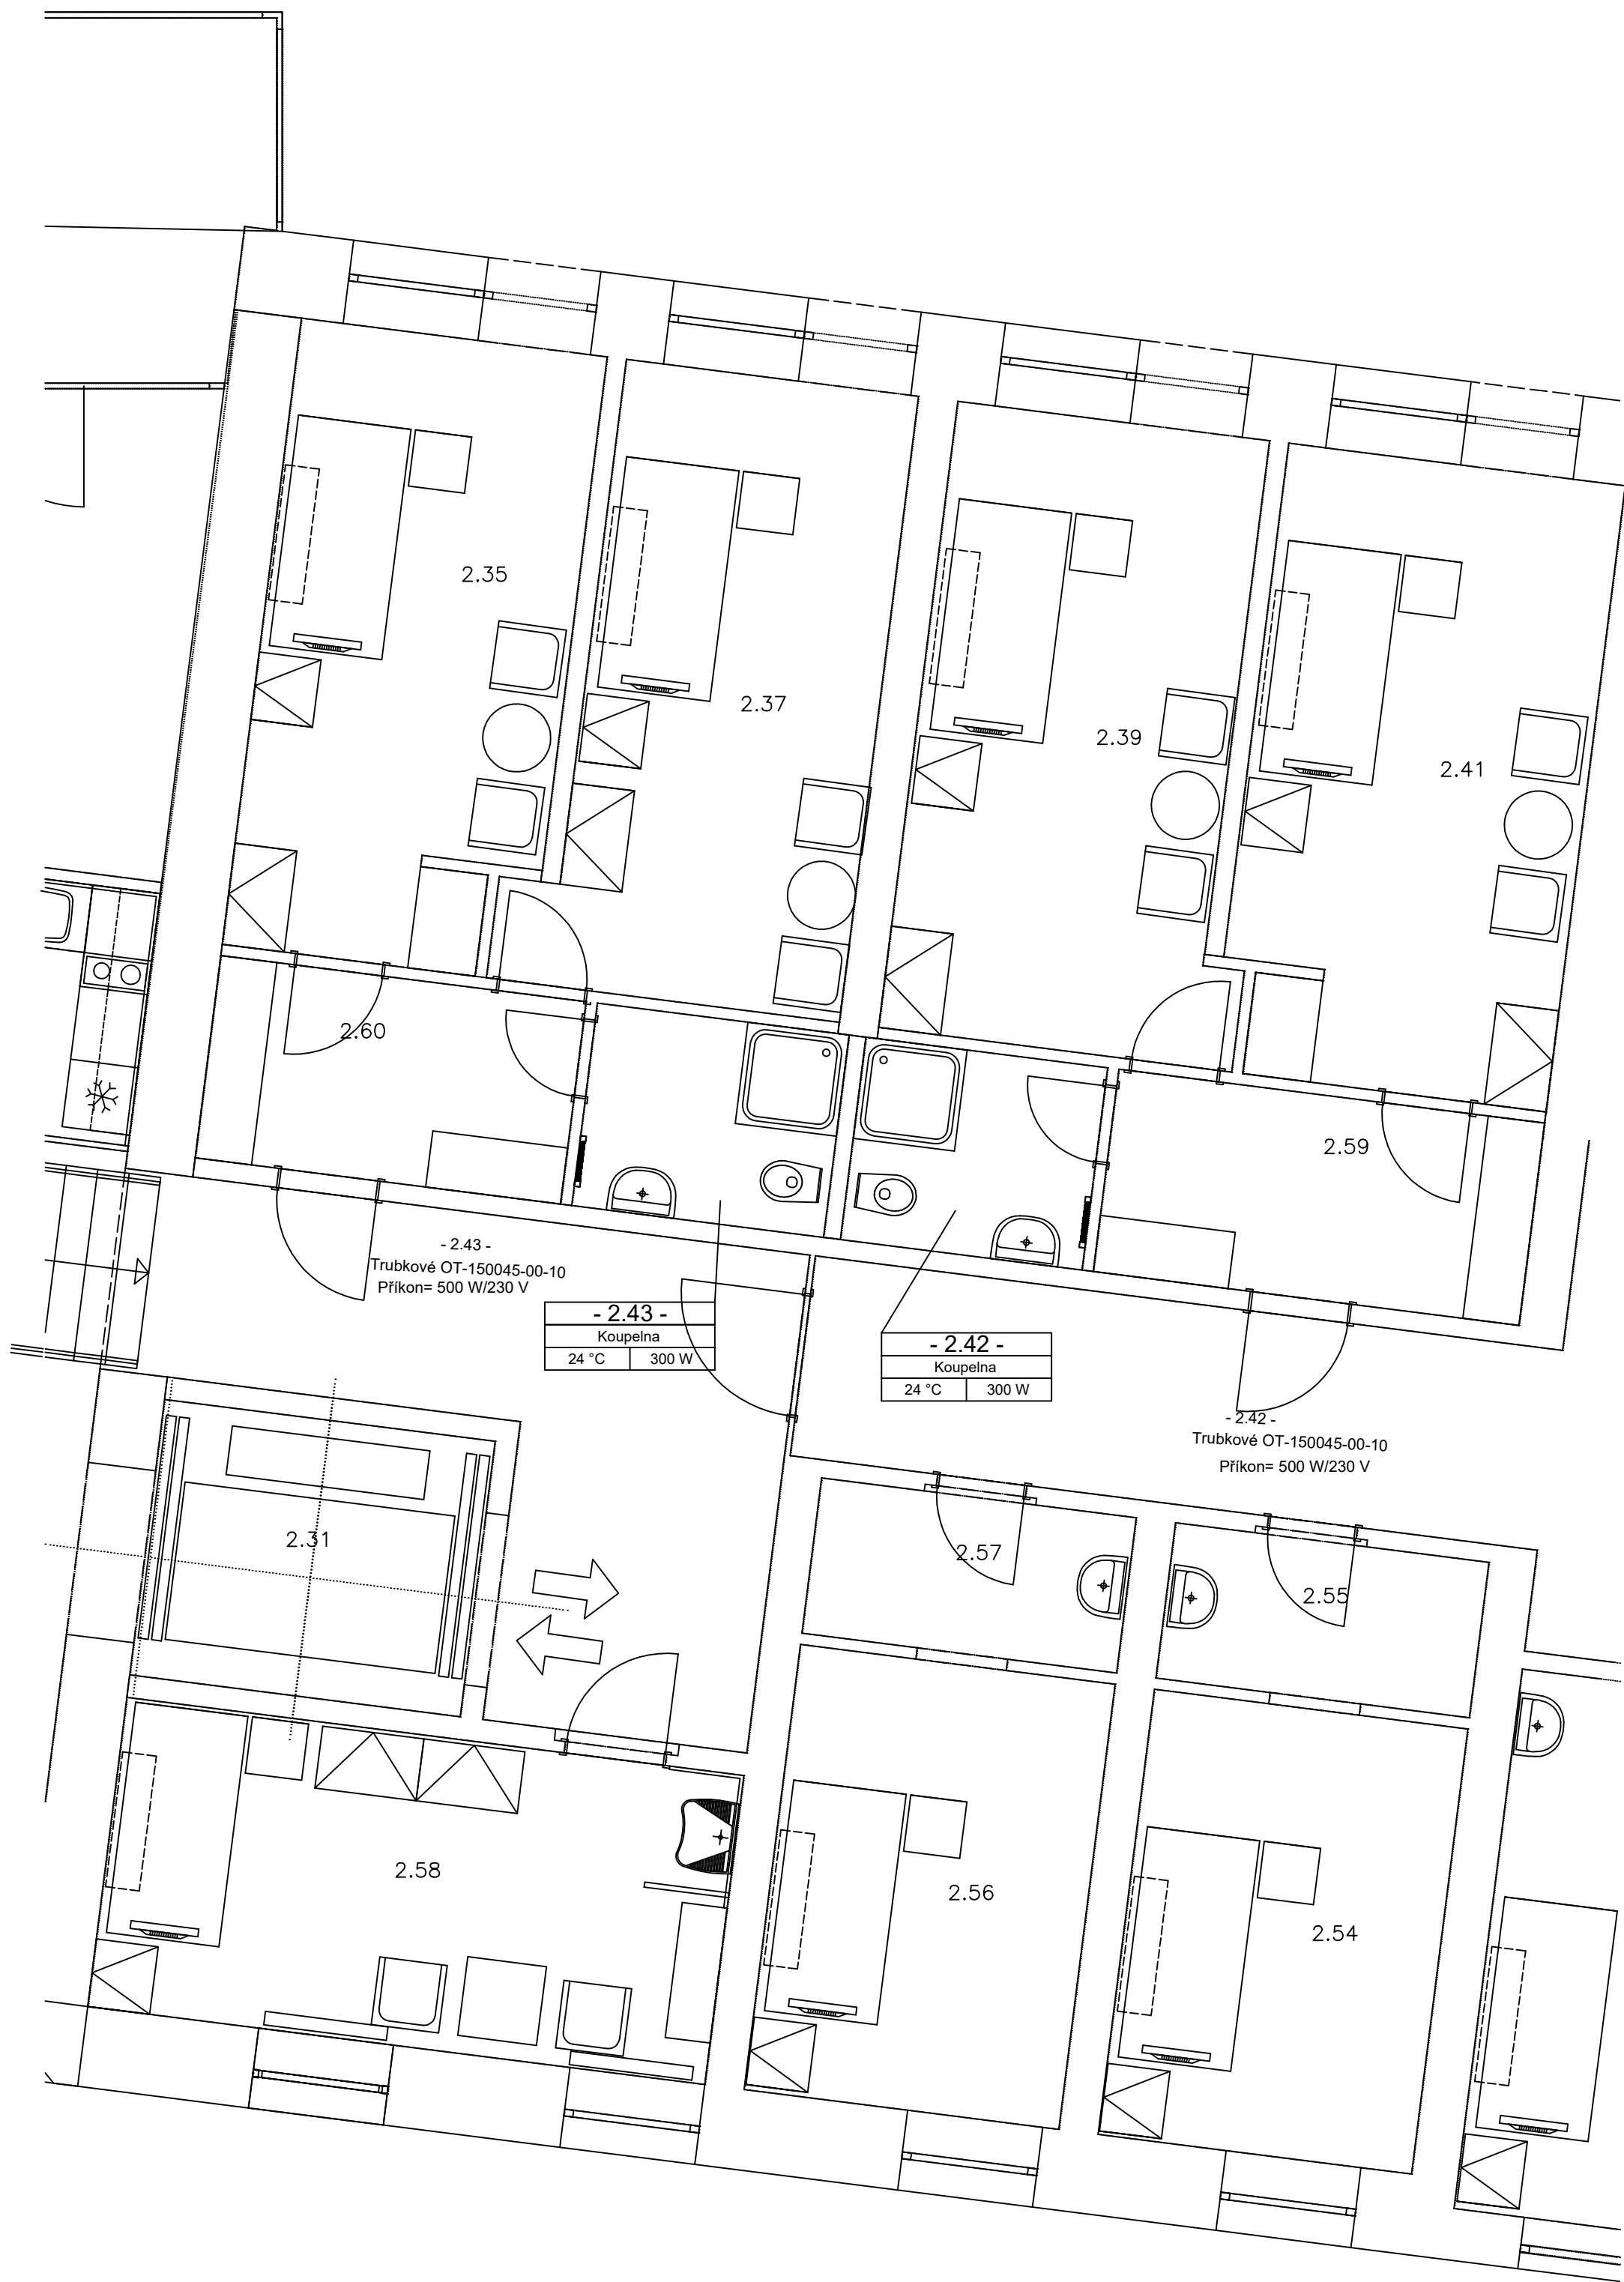 2.35
2.37
2.39
2.41
2.60
2.59
- 2.43 -
Trubkové OT-150045-00-10
Příkon= 500 W/230 V
- 2.43 -
Koupelna
24 °C 300 W
- 2.42 -
Koupelna
24 °C 300 W
- 2.42 -
Trubkové OT-150045-00-10
Příkon= 500 W/230 V
2.31
2.57
2.55
2.58
2.56
2.54